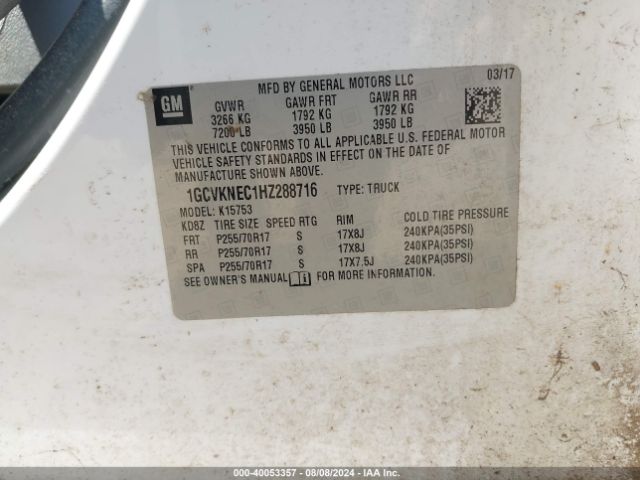 MFD BY GENERAL MOTORS LLC 03/17
GM
GVWR GAWR FRT GAWR RR
3266 KG 1792 KG 1792 KG
7200 LB 3950 LB 3950 LB
THIS VEHICLE CONFORMS TO ALL APPLICABLE U.S. FEDERAL MOTOR
VEHICLE SAFETY STANDARDS IN EFFECT ON THE DATE OF
MANUFACTURE SHOWN ABOVE.
1GCVKNEC1HZ288716 TYPE: TRUCK
MODEL: K15753
KD8Z TIRE SIZE SPEED RTG RIM COLD TIRE PRESSURE
FRT P255/70R17 S 17X8J 240KPA(35PSI)
RR P255/70R17 S 17X8J 240KPA(35PSI)
SPA P255/70R17 S 17X7.5J 240KPA(35PSI)
SEE OWNER'S MANUAL FOR MORE INFORMATION.
000-40053357 - 08/08/2024 - IAA Inc.